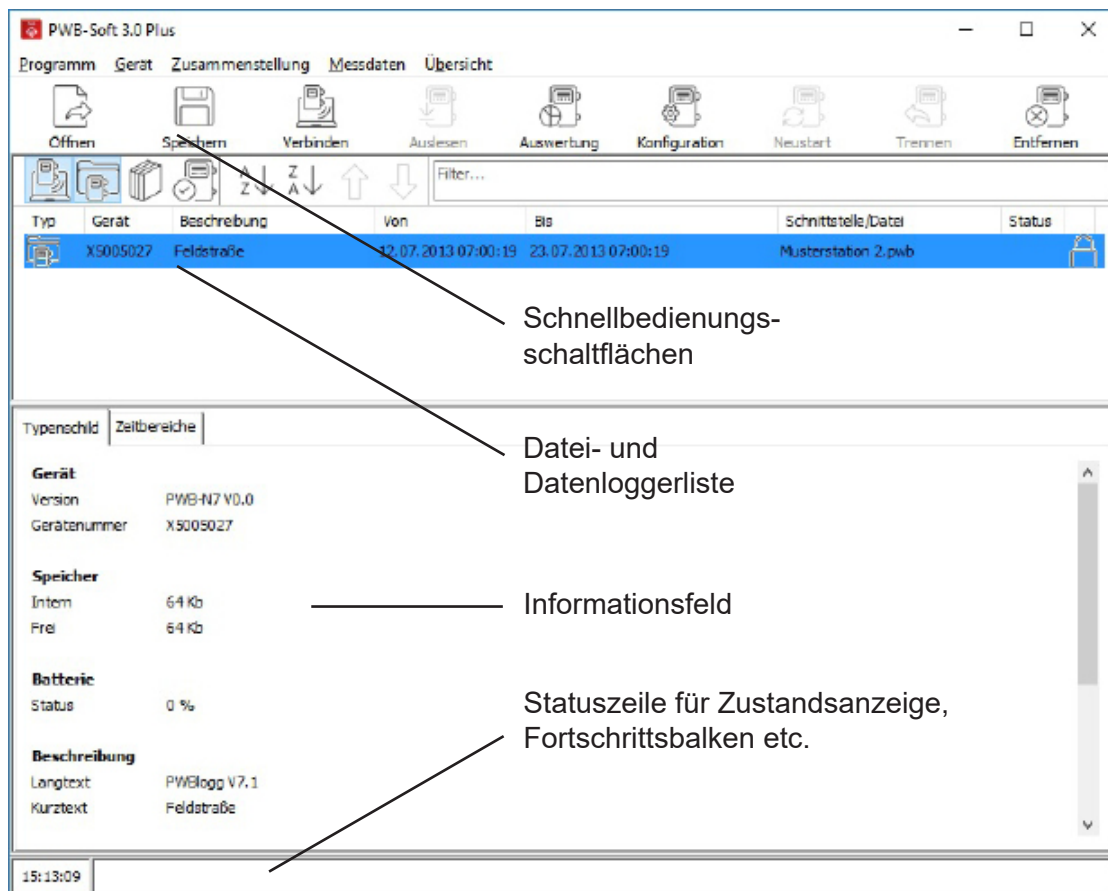 PWB-Soft 3.0 Plus
Programm Gerät Zusammenstellung Messdaten Übersicht
Öffnen Speichern Verbinden Auslesen Auswertung Konfiguration Neustart Trennen Entfernen
A Z Z A Filter...
Typ Gerät Beschreibung Von Bis Schnittstelle/Datei Status
X5005027 Feldstraße 12.07.2013 07:00:19 23.07.2013 07:00:19 Musterstation 2.pwb
Schnellbedienungs-
schaltflächen
Typenschild Zeitbereiche
Datei- und
Datenloggerliste
Gerät
Version PWB-N7 V0.0
Gerätenummer X5005027
Speicher
Intern 64 Kb
Informationsfeld
Frei 64 Kb
Batterie
Status 0 %
Statuszeile für Zustandsanzeige,
Fortschrittsbalken etc.
Beschreibung
Langtext PWBlogg V7.1
Kurztext Feldstraße
15:13:09